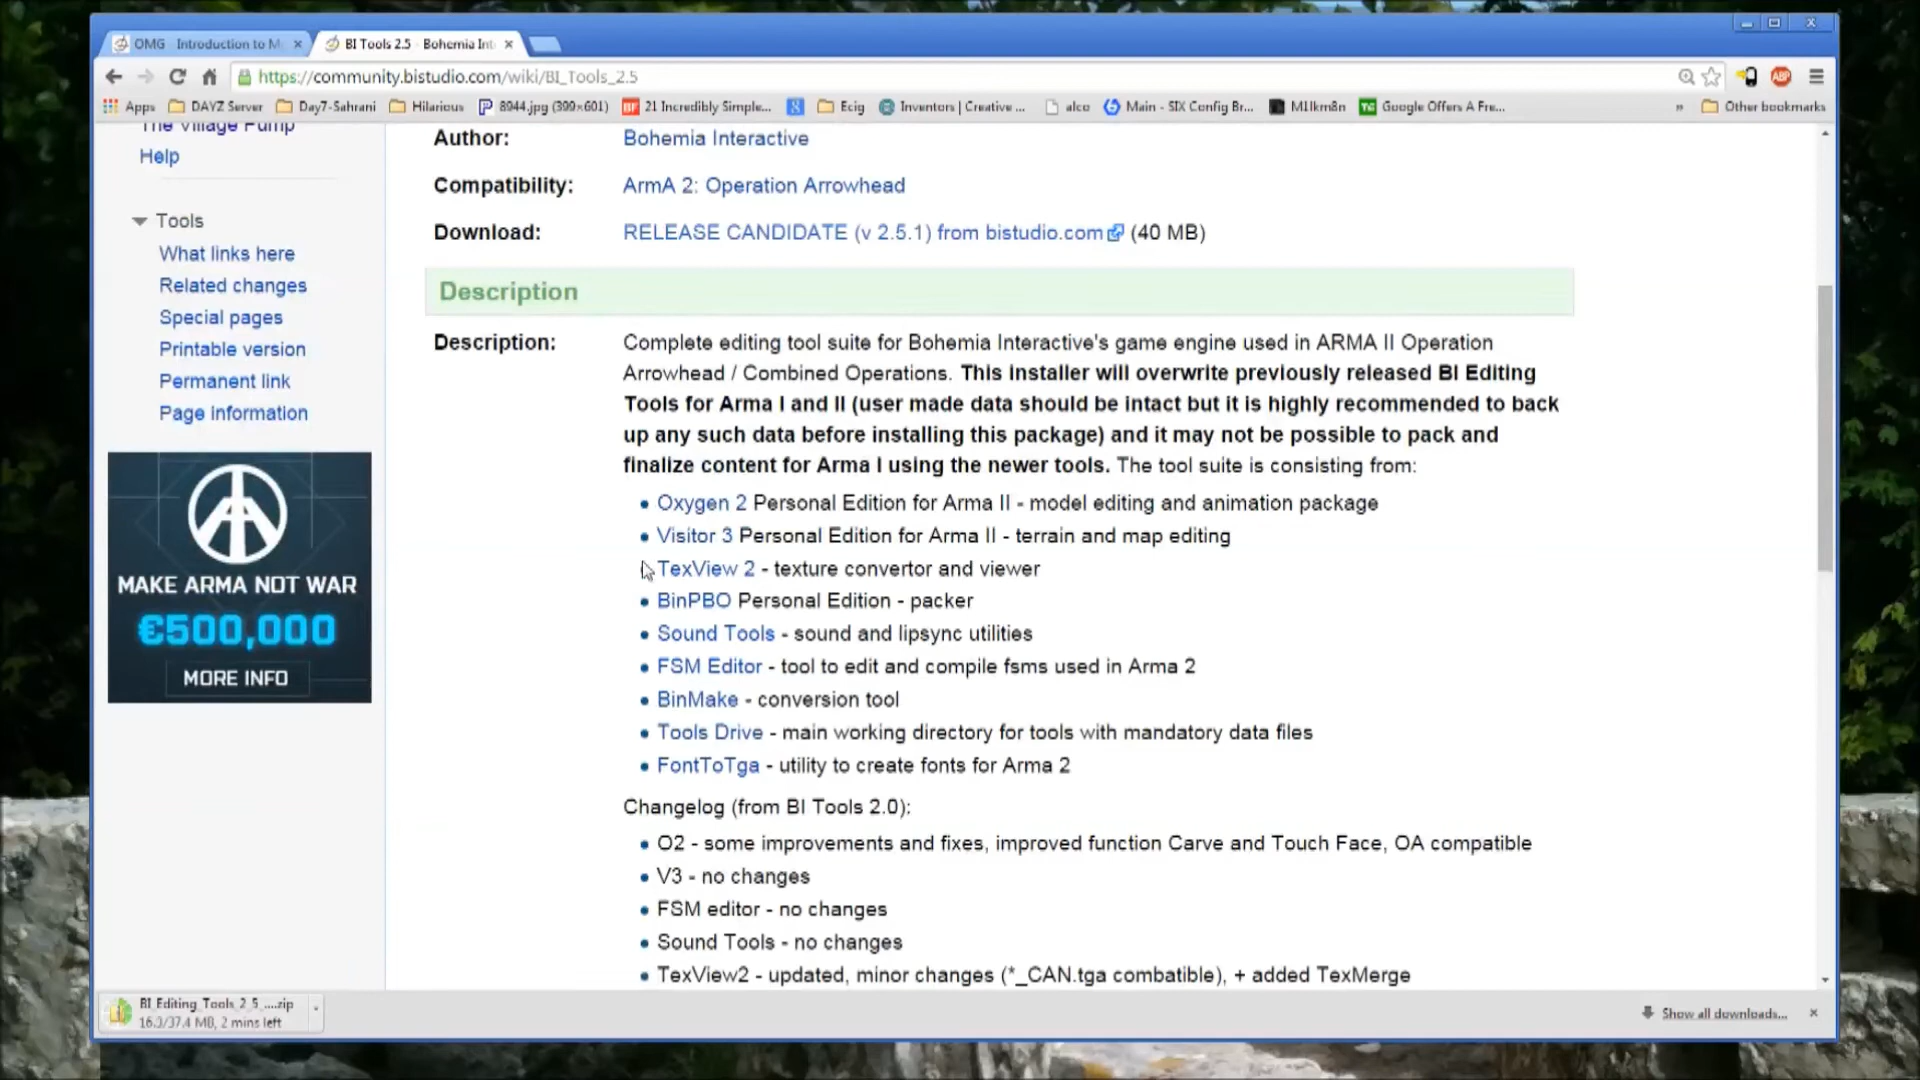 OMG Introduction to M
BI Tools 2.5 - Bohemia Int
https://community.bistudio.com/wiki/BI_Tools_2.5
Apps DAYZ Server Day7-Sahrani Hilarious 8944.jpg (399×601) 21 Incredibly Simple... Ecig Inventors | Creative ... alco Main - SIX Config Br... M1lkm8n Google Offers A Fre... » Other bookmarks
The Village Pump
Help
Tools
What links here
Related changes
Special pages
Printable version
Permanent link
Page information
MAKE ARMA NOT WAR
€500,000
MORE INFO
Author: Bohemia Interactive
Compatibility: ArmA 2: Operation Arrowhead
Download: RELEASE CANDIDATE (v 2.5.1) from bistudio.com (40 MB)
Description
Description: Complete editing tool suite for Bohemia Interactive's game engine used in ARMA II Operation
Arrowhead / Combined Operations. This installer will overwrite previously released BI Editing
Tools for Arma I and II (user made data should be intact but it is highly recommended to back
up any such data before installing this package) and it may not be possible to pack and
finalize content for Arma I using the newer tools. The tool suite is consisting from:
• Oxygen 2 Personal Edition for Arma II - model editing and animation package
• Visitor 3 Personal Edition for Arma II - terrain and map editing
TexView 2 - texture convertor and viewer
• BinPBO Personal Edition - packer
• Sound Tools - sound and lipsync utilities
• FSM Editor - tool to edit and compile fsms used in Arma 2
• BinMake - conversion tool
• Tools Drive - main working directory for tools with mandatory data files
• FontToTga - utility to create fonts for Arma 2
Changelog (from BI Tools 2.0):
• O2 - some improvements and fixes, improved function Carve and Touch Face, OA compatible
• V3 - no changes
• FSM editor - no changes
• Sound Tools - no changes
• TexView2 - updated, minor changes (*_CAN.tga combatible), + added TexMerge
BI_Editing_Tools_2_5_....zip
16.3/37.4 MB, 2 mins left
Show all downloads...